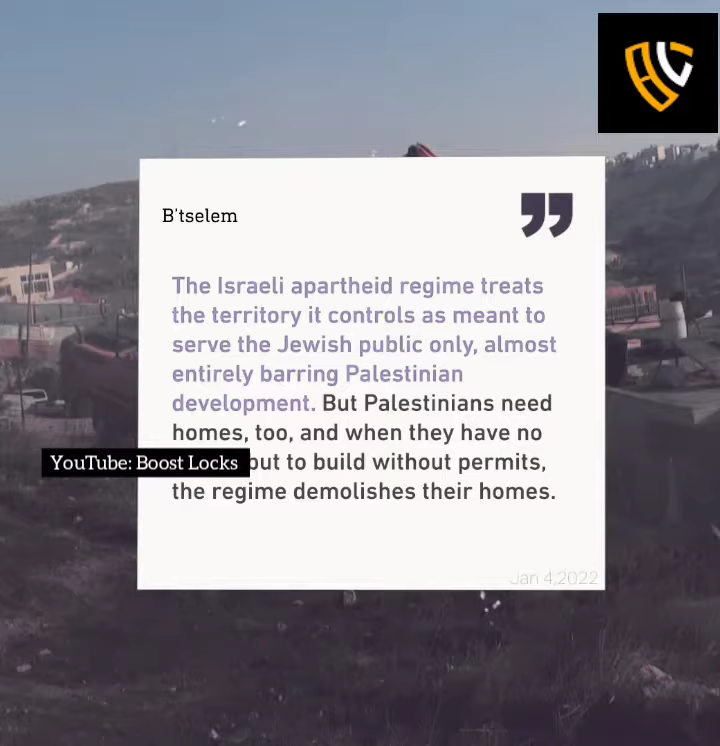 B'tselem
”
The Israeli apartheid regime treats
the territory it controls as meant to
serve the Jewish public only, almost
entirely barring Palestinian
development. But Palestinians need
homes, too, and when they have no
YouTube: Boost Locks but to build without permits,
the regime demolishes their homes.
Jan 4,2022